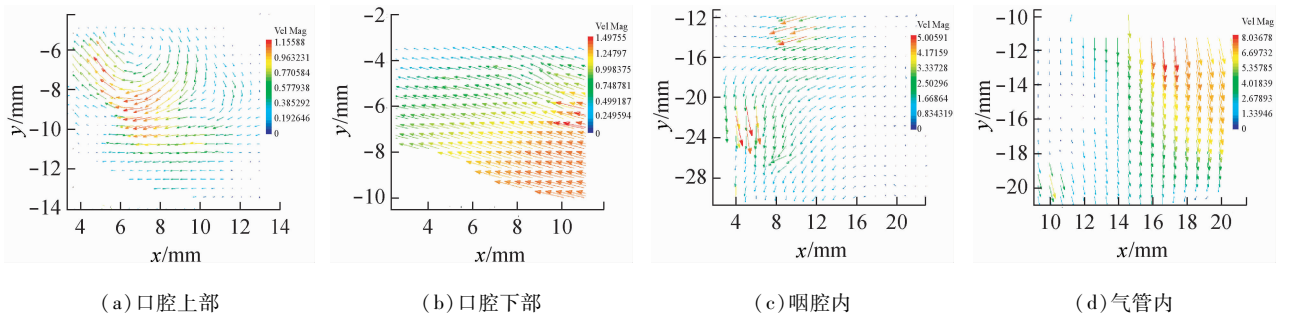 Vel Mag
1.15588
0.963231
0.770584
0.577938
0.385292
0.192646
0
−6
−8
−10
−12
−14
y/mm
4 6 8 10 12 14
x/mm
(a)口腔上部
Vel Mag
1.49755
1.24797
0.998375
0.748781
0.499187
0.249594
0
−2
−4
−6
−8
−10
y/mm
4 6 8 10
x/mm
(b)口腔下部
Vel Mag
5.00591
4.17159
3.33728
2.50296
1.66864
0.834319
0
−12
−16
−20
−24
−28
y/mm
4 8 12 16 20
x/mm
(c)咽腔内
Vel Mag
8.03678
6.69732
5.35785
4.01839
2.67893
1.33946
0
−10
−12
−14
−16
−18
−20
y/mm
10 12 14 16 18 20
x/mm
(d)气管内